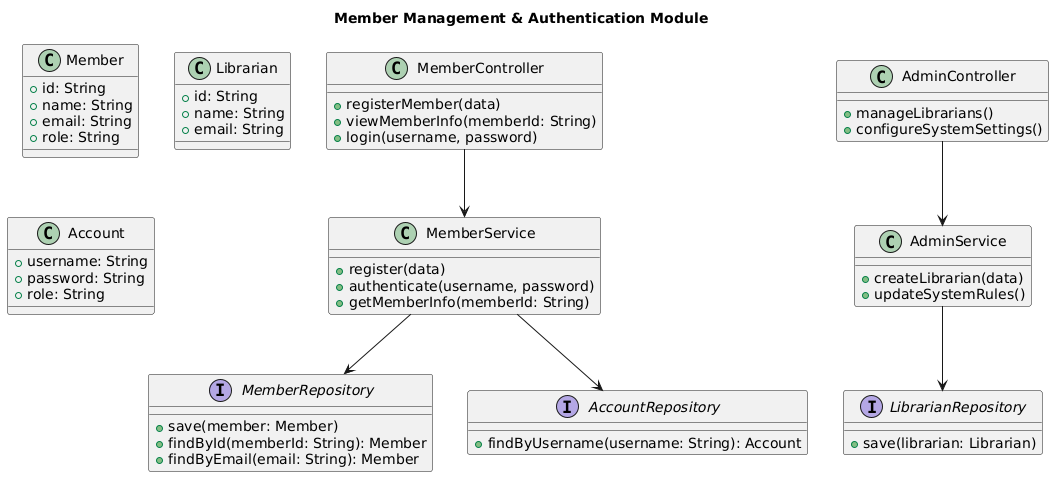 Member Management & Authentication Module
C Member
id: String
name: String
email: String
role: String
C Librarian
id: String
name: String
email: String
C MemberController
registerMember(data)
viewMemberInfo(memberId: String)
login(username, password)
C AdminController
manageLibrarians()
configureSystemSettings()
C Account
username: String
password: String
role: String
C MemberService
register(data)
authenticate(username, password)
getMemberInfo(memberId: String)
C AdminService
createLibrarian(data)
updateSystemRules()
I MemberRepository
save(member: Member)
findById(memberId: String): Member
findByEmail(email: String): Member
I AccountRepository
findByUsername(username: String): Account
I LibrarianRepository
save(librarian: Librarian)